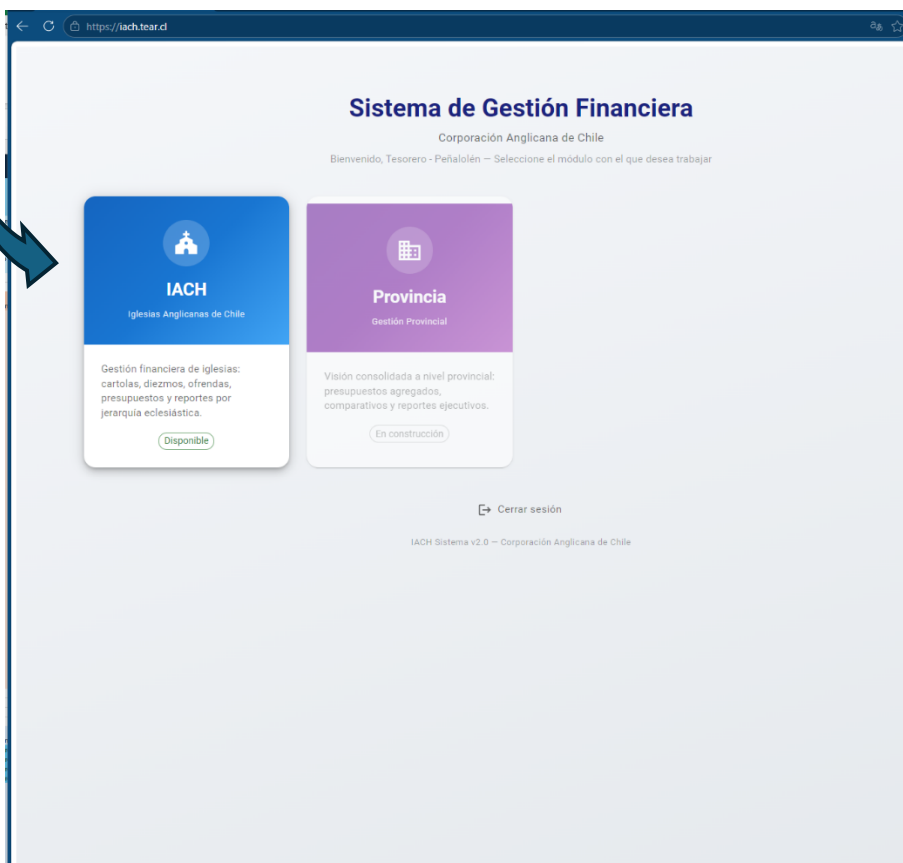 https://iach.tear.cl
Sistema de Gestión Financiera
Corporación Anglicana de Chile
Bienvenido, Tesorero - Peñalolén — Seleccione el módulo con el que desea trabajar
IACH
Iglesias Anglicanas de Chile
Gestión financiera de iglesias:
cartolas, diezmos, ofrendas,
presupuestos y reportes por
jerarquía eclesiástica.
Disponible
Provincia
Gestión Provincial
Visión consolidada a nivel provincial:
presupuestos agregados,
comparativos y reportes ejecutivos.
En construcción
Cerrar sesión
IACH Sistema v2.0 — Corporación Anglicana de Chile